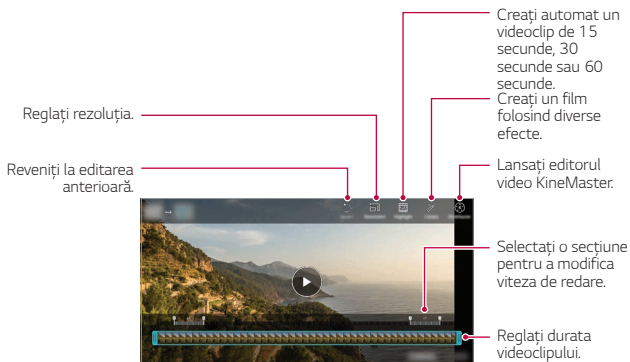 Creați automat un
videoclip de 15
secunde, 30
secunde sau 60
secunde.
Creați un film
folosind diverse
efecte.
Reglați rezoluția.
Reveniți la editarea
anterioară.
Lansați editorul
video KineMaster.
Selectați o secțiune
pentru a modifica
viteza de redare.
Reglați durata
videoclipului.